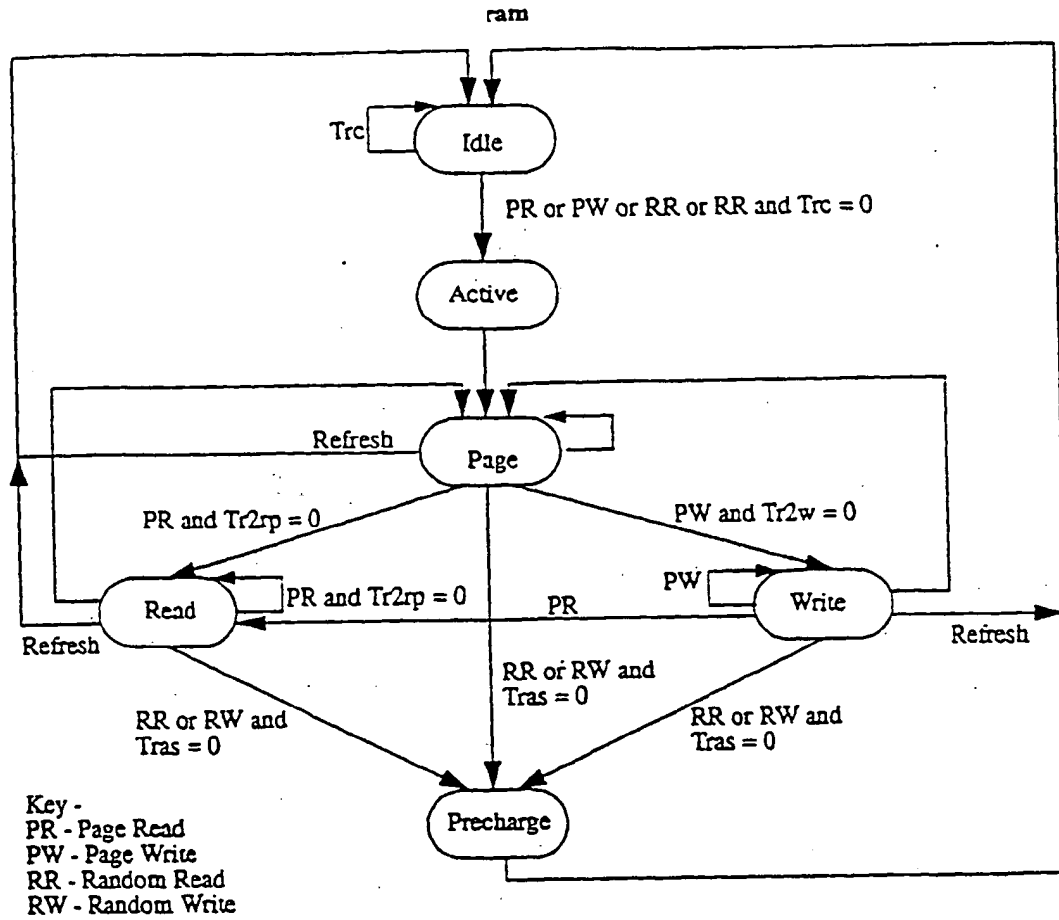 ram
Trc
Idle
PR or PW or RR or RR and Trc = 0
Active
Refresh
Page
PR and Tr2rp = 0
PW and Tr2w = 0
Read
PR and Tr2rp = 0
PW
Write
PR
Refresh
Refresh
RR or RW and
Tras = 0
RR or RW and
Tras = 0
RR or RW and
Tras = 0
Precharge
Key -
PR - Page Read
PW - Page Write
RR - Random Read
RW - Random Write